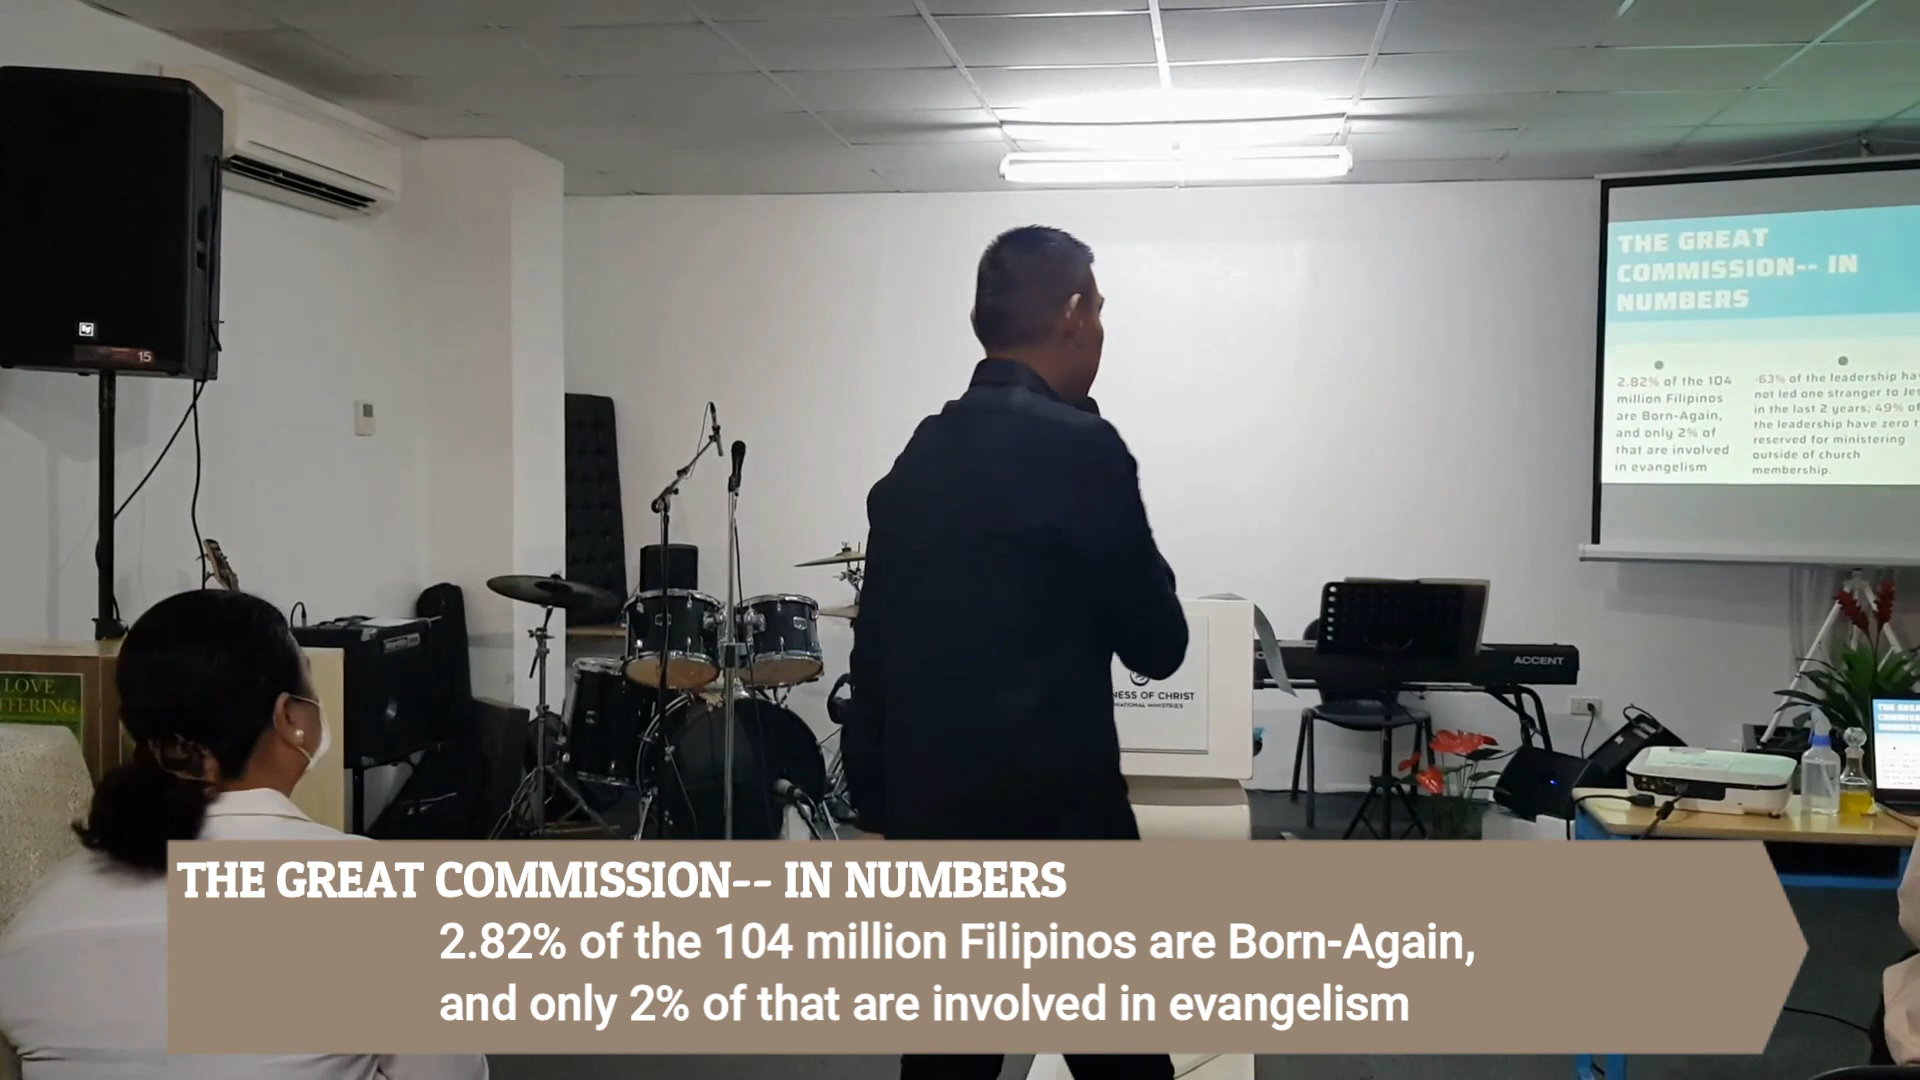 15
LOVE
THE GREAT
COMMISSION-- IN
NUMBERS
2.82% of the 104
million Filipinos
are Born-Again,
and only 2% of
that are involved
in evangelism
63% of the leadership
not led one stranger to
in the last 2 years; 49%
the leadership have zero
reserved for ministering
outside of church
membership.
ACCENT
OF CHRIST
MINISTRIES
THE GREAT COMMISSION-- IN NUMBERS
2.82% of the 104 million Filipinos are Born-Again,
and only 2% of that are involved in evangelism